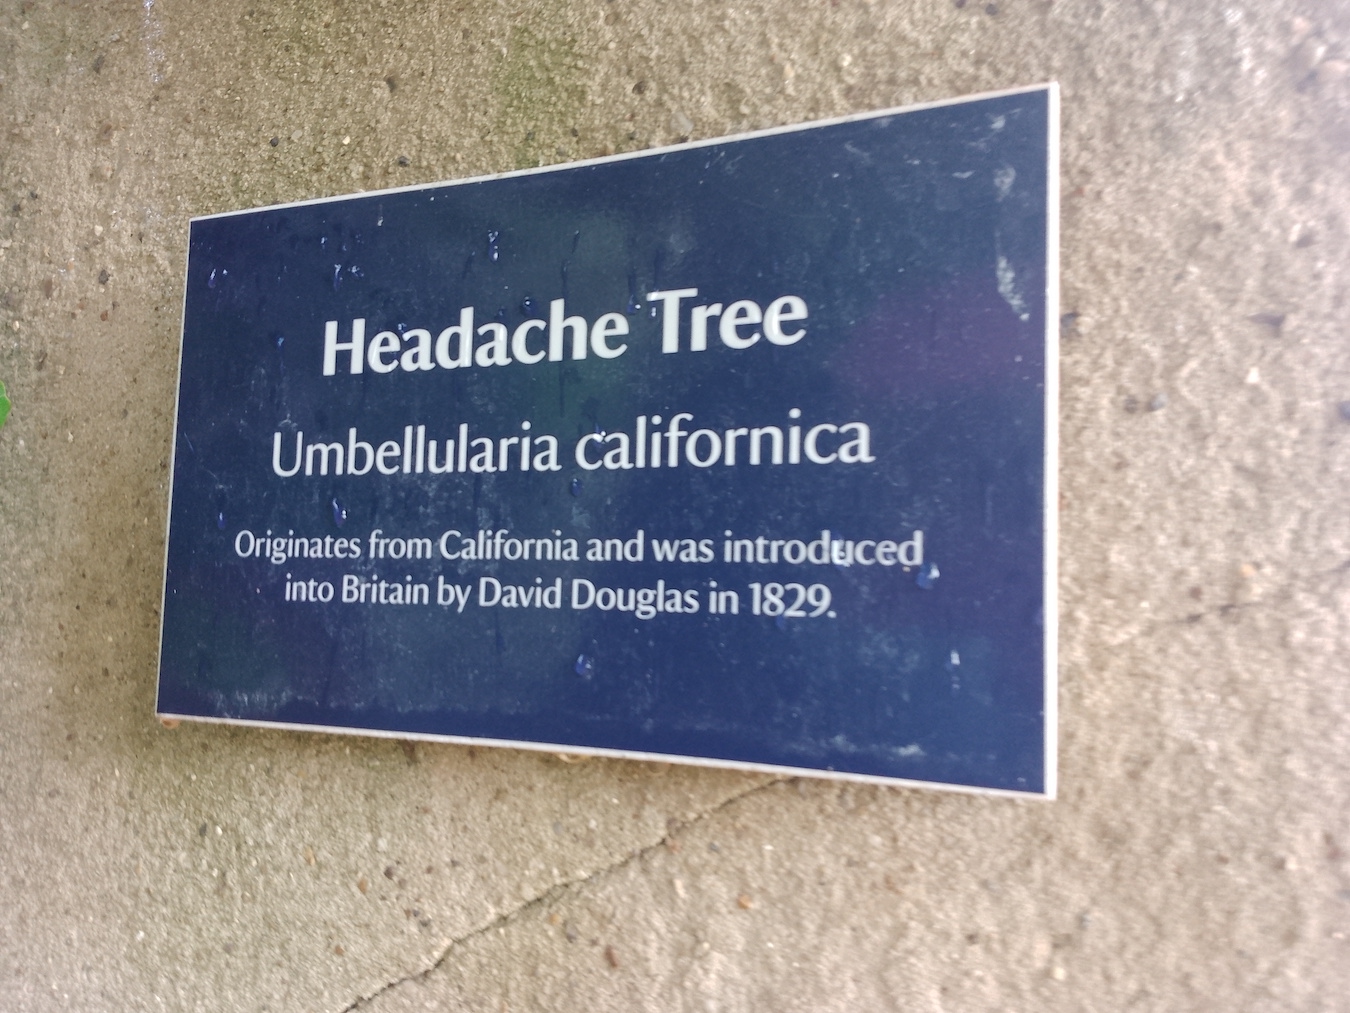 Headache Tree
Umbellularia californica
Originates from California and was introduced
into Britain by David Douglas in 1829.